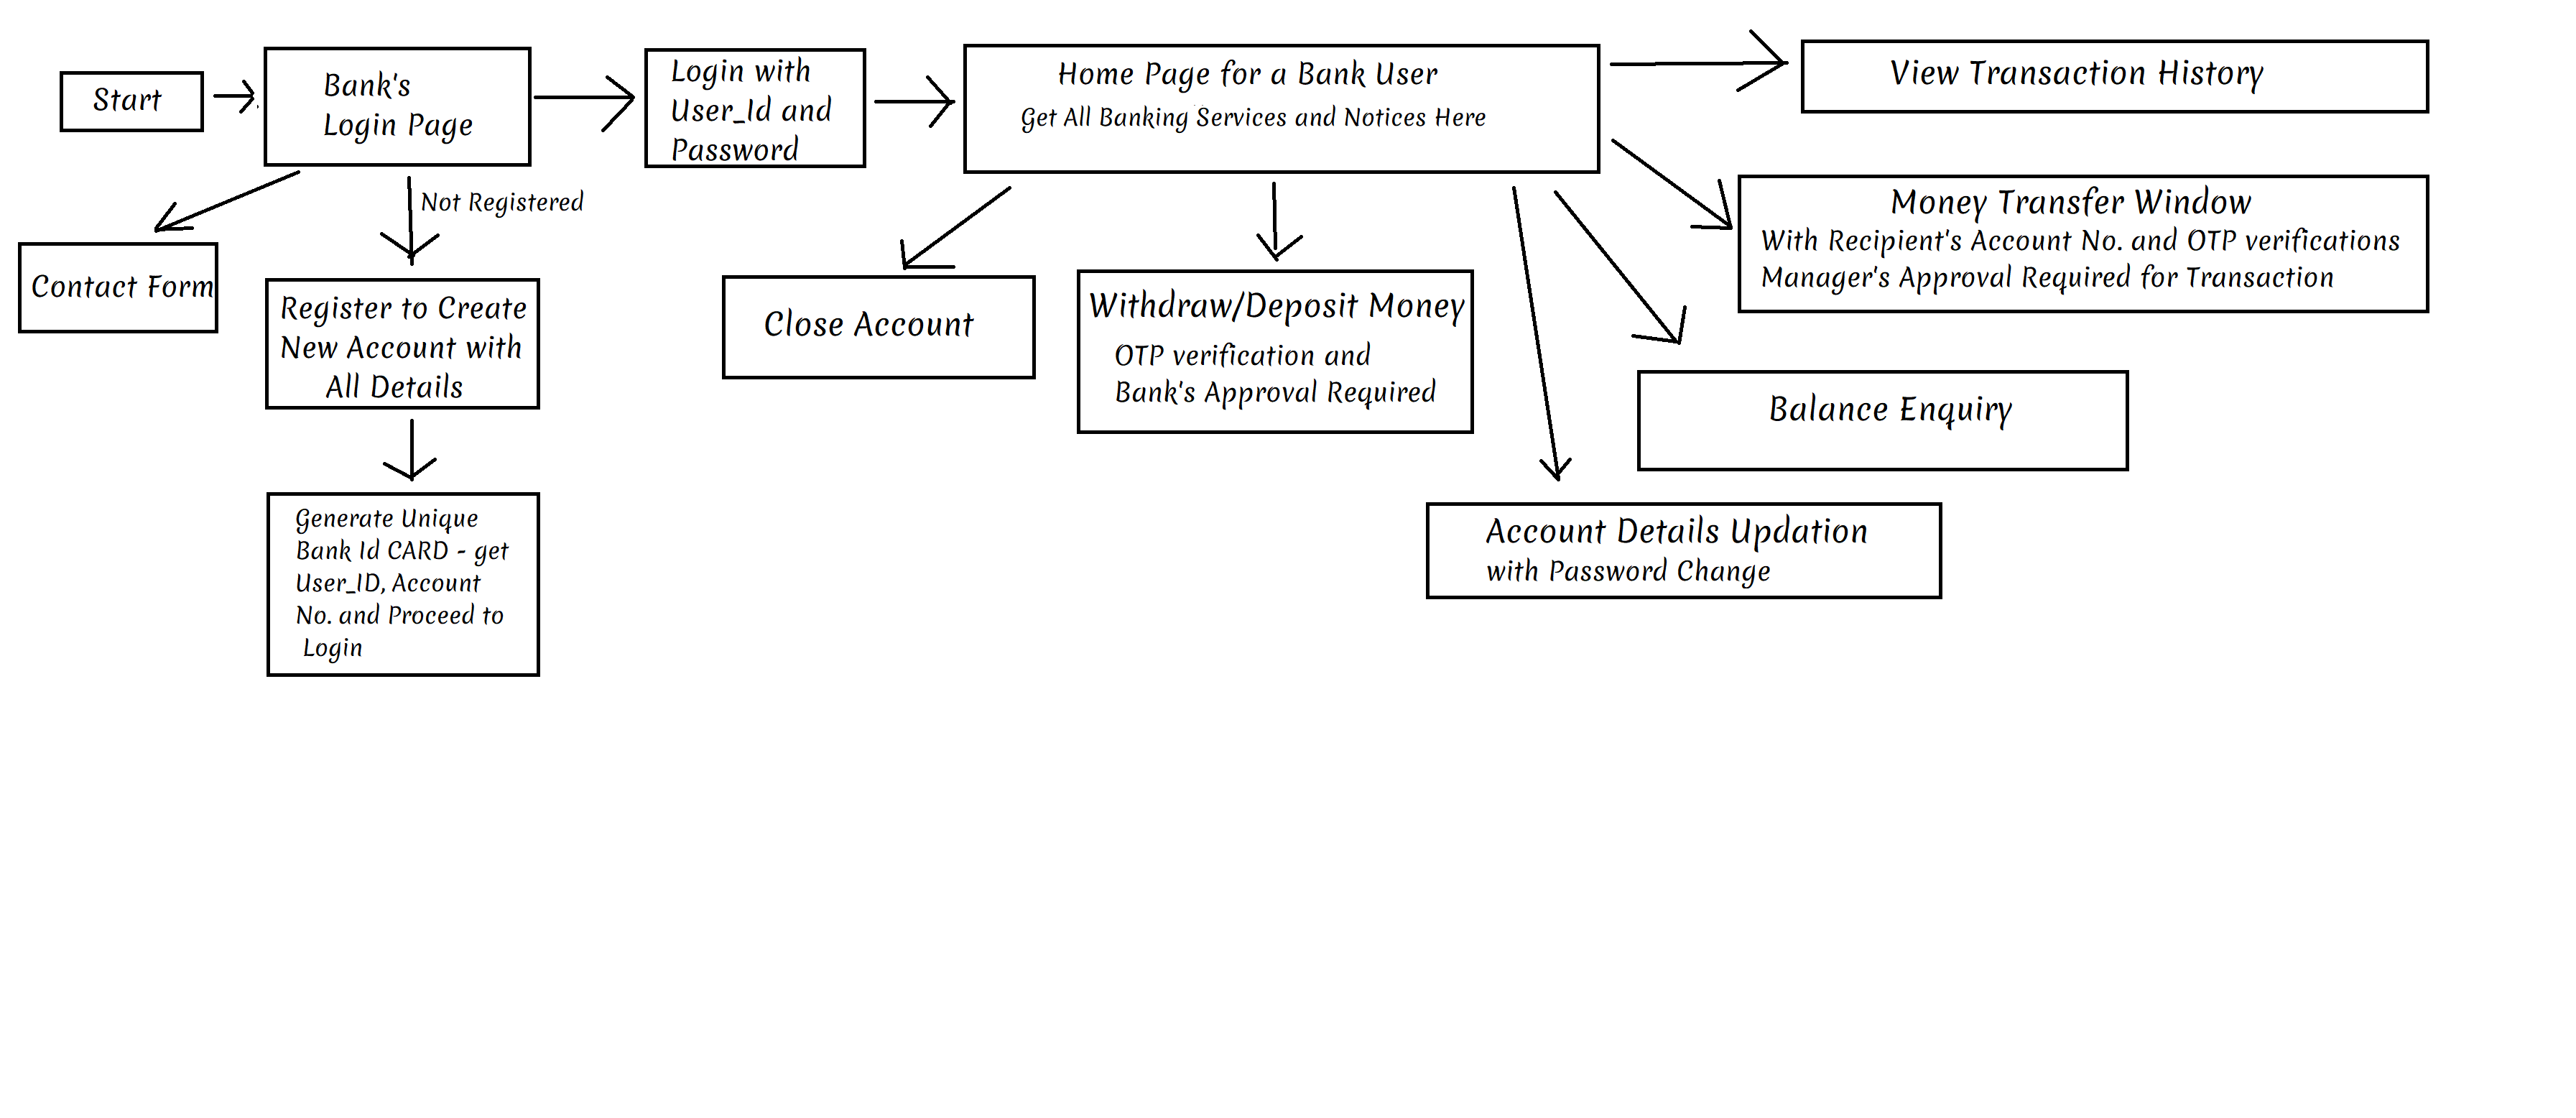 Start
Bank's
Login Page
Login with
User_Id and
Password
Home Page for a Bank User
Get All Banking Services and Notices Here
View Transaction History
Not Registered
Contact Form
Register to Create
New Account with
All Details
Generate Unique
Bank Id CARD - get
User_ID, Account
No. and Proceed to
Login
Close Account
Withdraw/Deposit Money
OTP verification and
Bank's Approval Required
Money Transfer Window
With Recipient's Account No. and OTP verifications
Manager's Approval Required for Transaction
Balance Enquiry
Account Details Updation
with Password Change